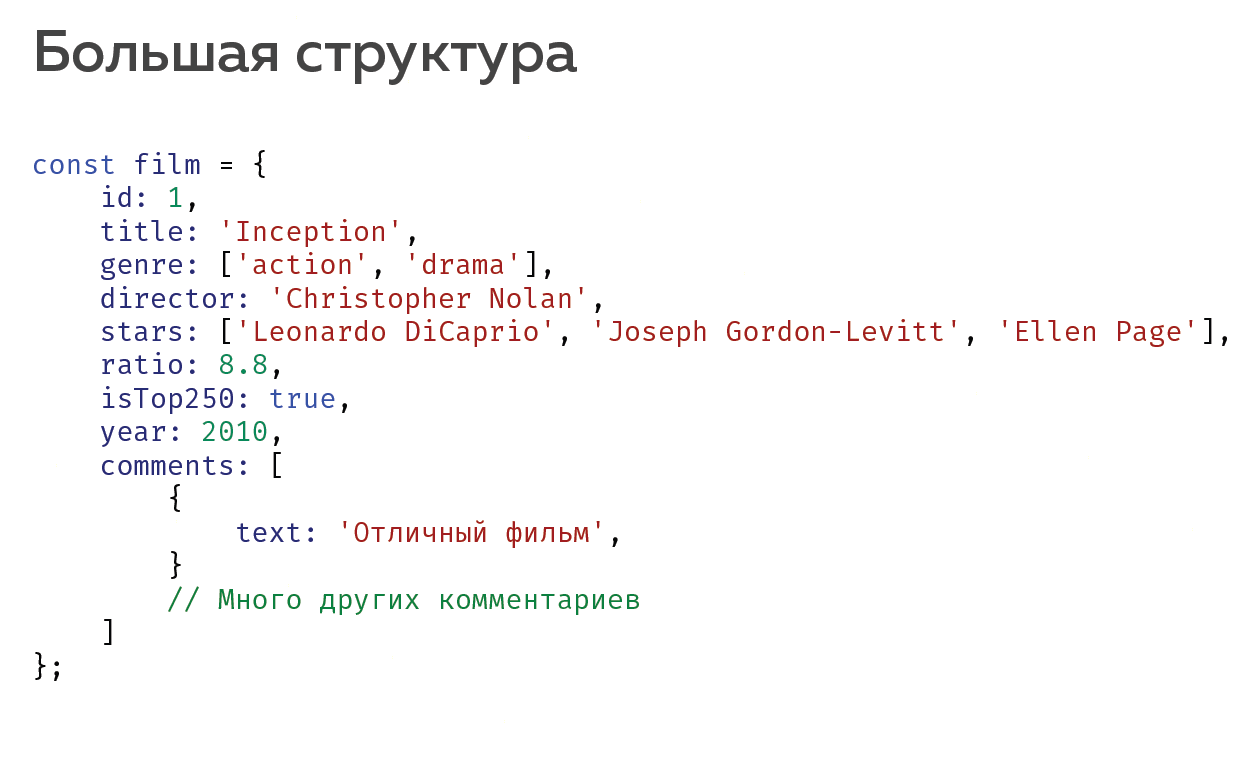 Большая структура
const film = {
    id: 1,
    title: 'Inception',
    genre: ['action', 'drama'],
    director: 'Christopher Nolan',
    stars: ['Leonardo DiCaprio', 'Joseph Gordon-Levitt', 'Ellen Page'],
    ratio: 8.8,
    isTop250: true,
    year: 2010,
    comments: [
        {
            text: 'Отличный фильм',
        }
        // Много других комментариев
    ]
};